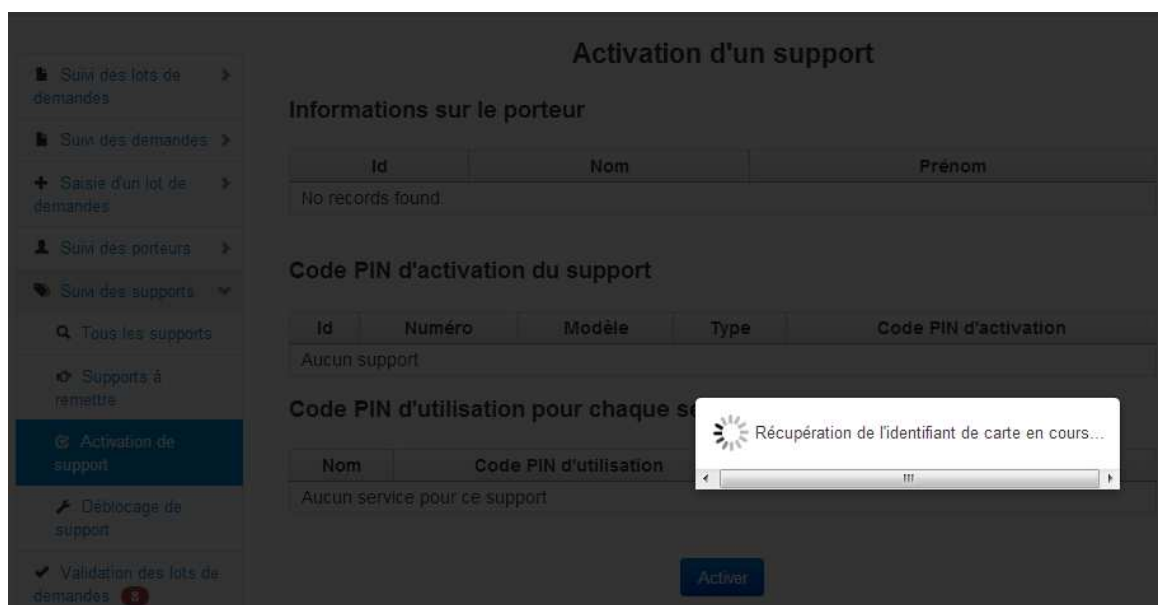 Activation d'un support
Suivi des lots de
demandes
Suivi des demandes
Saisie d'un lot de
demandes
Suivi des porteurs
Suivi des supports
Tous les supports
Supports à
remettre
Activation de
support
Déblocage de
support
Validation des lots de
demandes 8
Informations sur le porteur
Id Nom Prénom
No records found.
Code PIN d'activation du support
Id Numéro Modèle Type Code PIN d'activation
Aucun support
Code PIN d'utilisation pour chaque se
Nom Code PIN d'utilisation
Aucun service pour ce support
Récupération de l'identifiant de carte en cours...
Activer